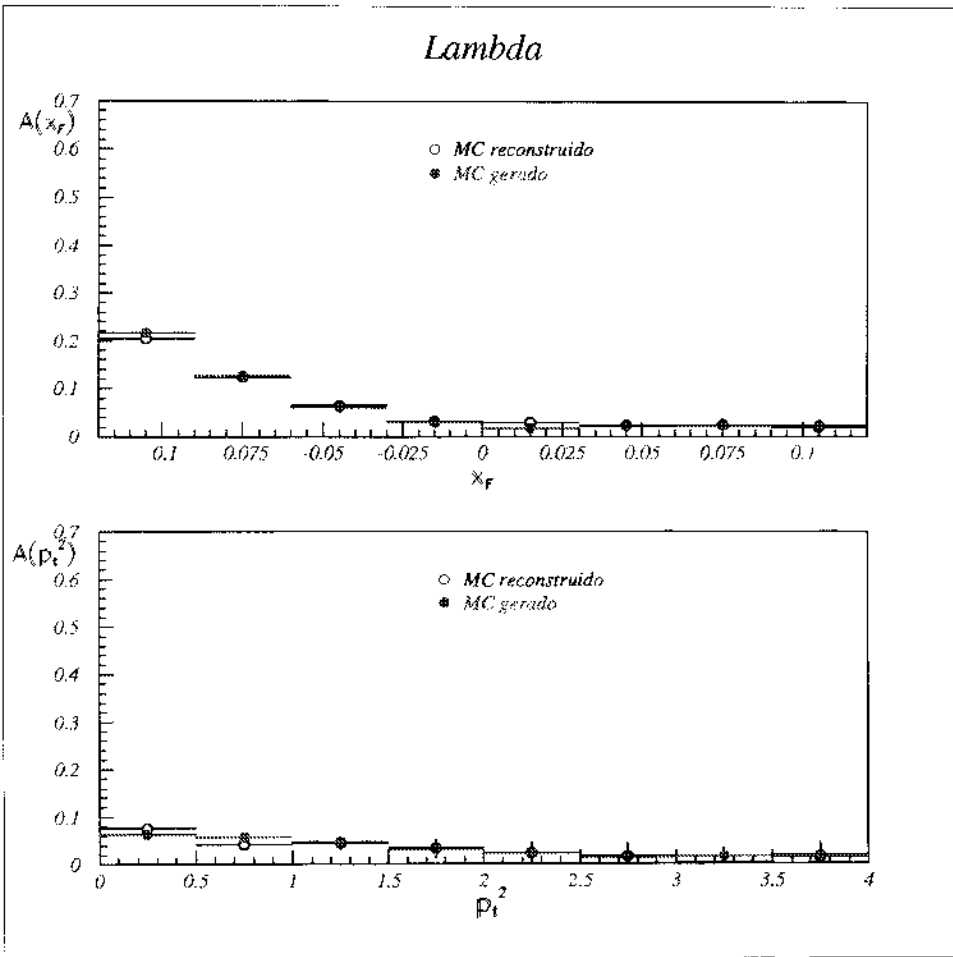 Lambda
A(x_F)
0.7
0.6
0.5
0.4
0.3
0.2
0.1
0
MC reconstruido
MC gerado
0.1 0.075 -0.05 -0.025 0 0.025 0.05 0.075 0.1
x_F
A(p_t^2)
0.7
0.6
0.5
0.4
0.3
0.2
0.1
0
MC reconstruido
MC gerado
0 0.5 1 1.5 2 2.5 3 3.5 4
p_t^2